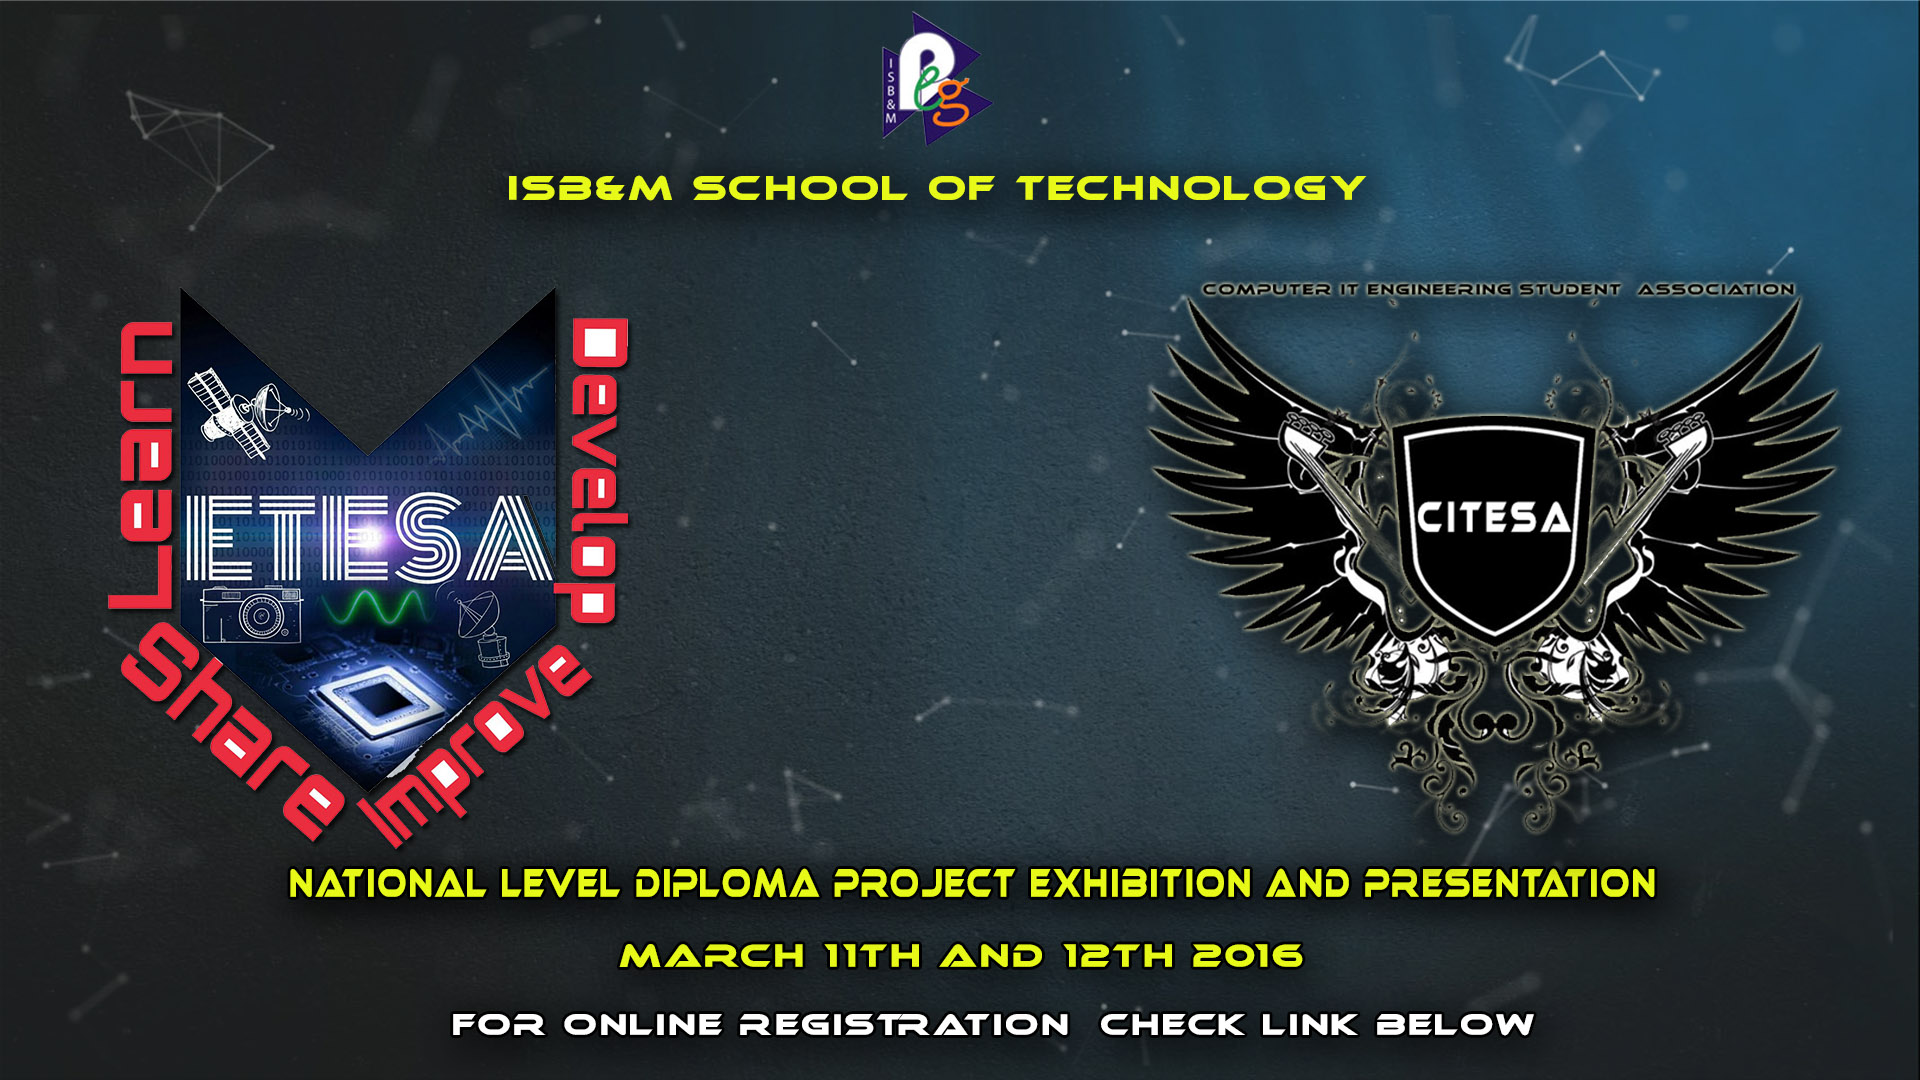 ISB&M
Peg
ISB&M SCHOOL OF TECHNOLOGY
Learn
Share
Improve
Develop
ETESA
COMPUTER IT ENGINEERING STUDENT ASSOCIATION
CITESA
NATIONAL LEVEL DIPLOMA PROJECT EXHIBITION AND PRESENTATION
MARCH 11TH AND 12TH 2016
FOR ONLINE REGISTRATION CHECK LINK BELOW